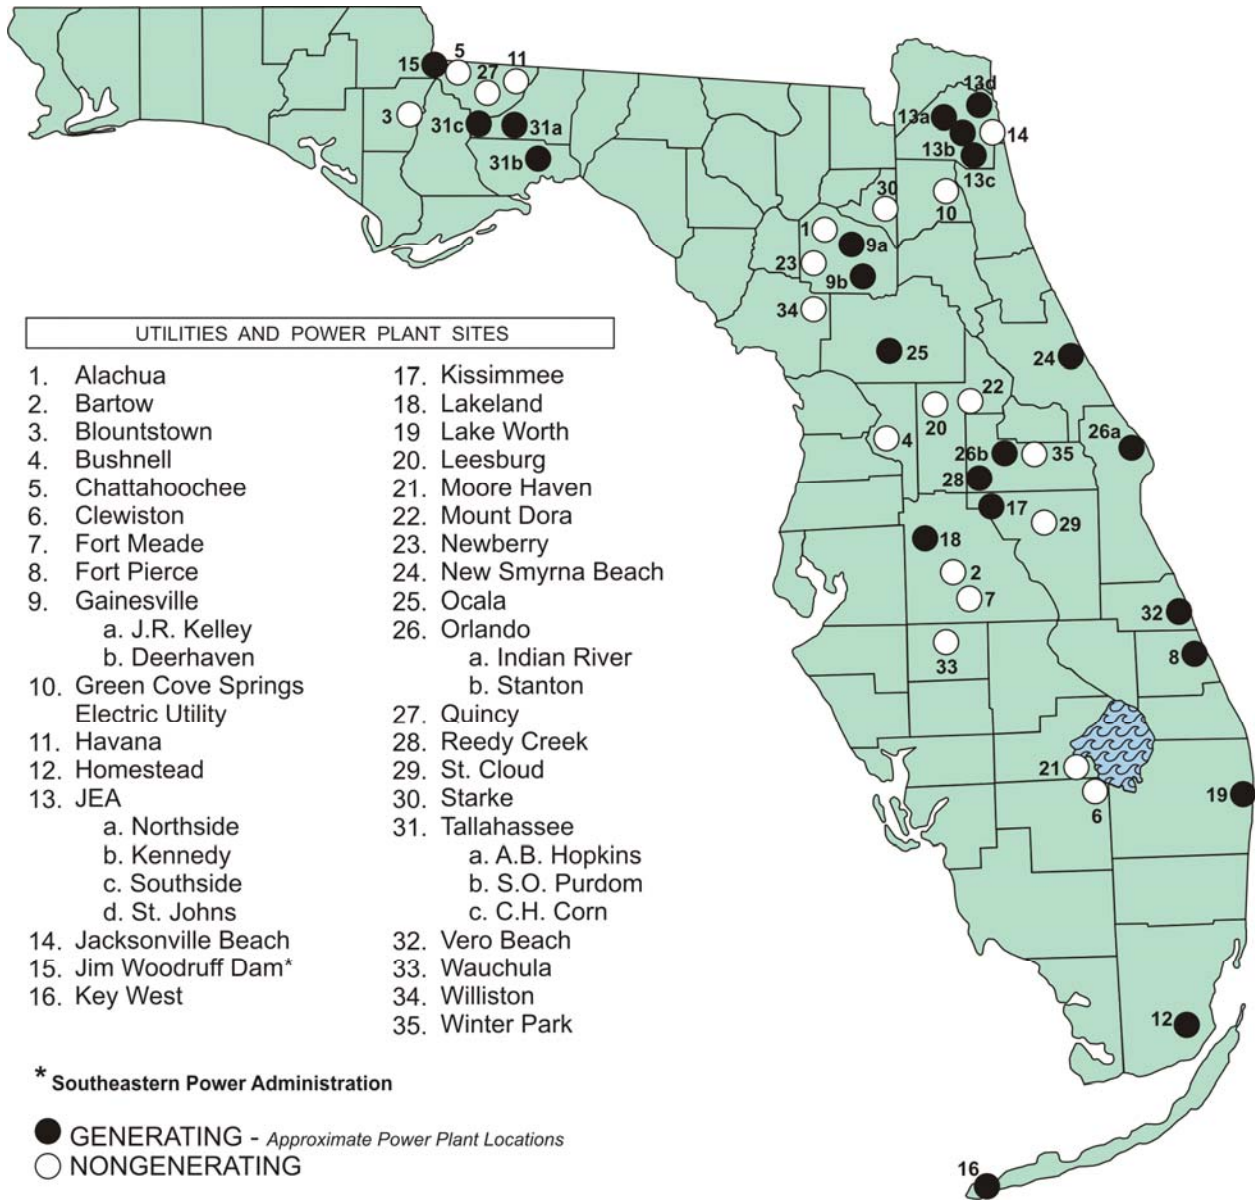 5
11
15
27
13d
3
13a
31c
31a
14
13b
31b
13c
30
10
1
9a
23
9b
34
25
24
22
20
4
26a
26b
35
28
17
29
18
2
7
32
33
8
21
6
19
12
16
UTILITIES AND POWER PLANT SITES
1. Alachua
2. Bartow
3. Blountstown
4. Bushnell
5. Chattahoochee
6. Clewiston
7. Fort Meade
8. Fort Pierce
9. Gainesville
a. J.R. Kelley
b. Deerhaven
10. Green Cove Springs
Electric Utility
11. Havana
12. Homestead
13. JEA
a. Northside
b. Kennedy
c. Southside
d. St. Johns
14. Jacksonville Beach
15. Jim Woodruff Dam*
16. Key West
17. Kissimmee
18. Lakeland
19 Lake Worth
20. Leesburg
21. Moore Haven
22. Mount Dora
23. Newberry
24. New Smyrna Beach
25. Ocala
26. Orlando
a. Indian River
b. Stanton
27. Quincy
28. Reedy Creek
29. St. Cloud
30. Starke
31. Tallahassee
a. A.B. Hopkins
b. S.O. Purdom
c. C.H. Corn
32. Vero Beach
33. Wauchula
34. Williston
35. Winter Park
* Southeastern Power Administration
GENERATING - Approximate Power Plant Locations
NONGENERATING